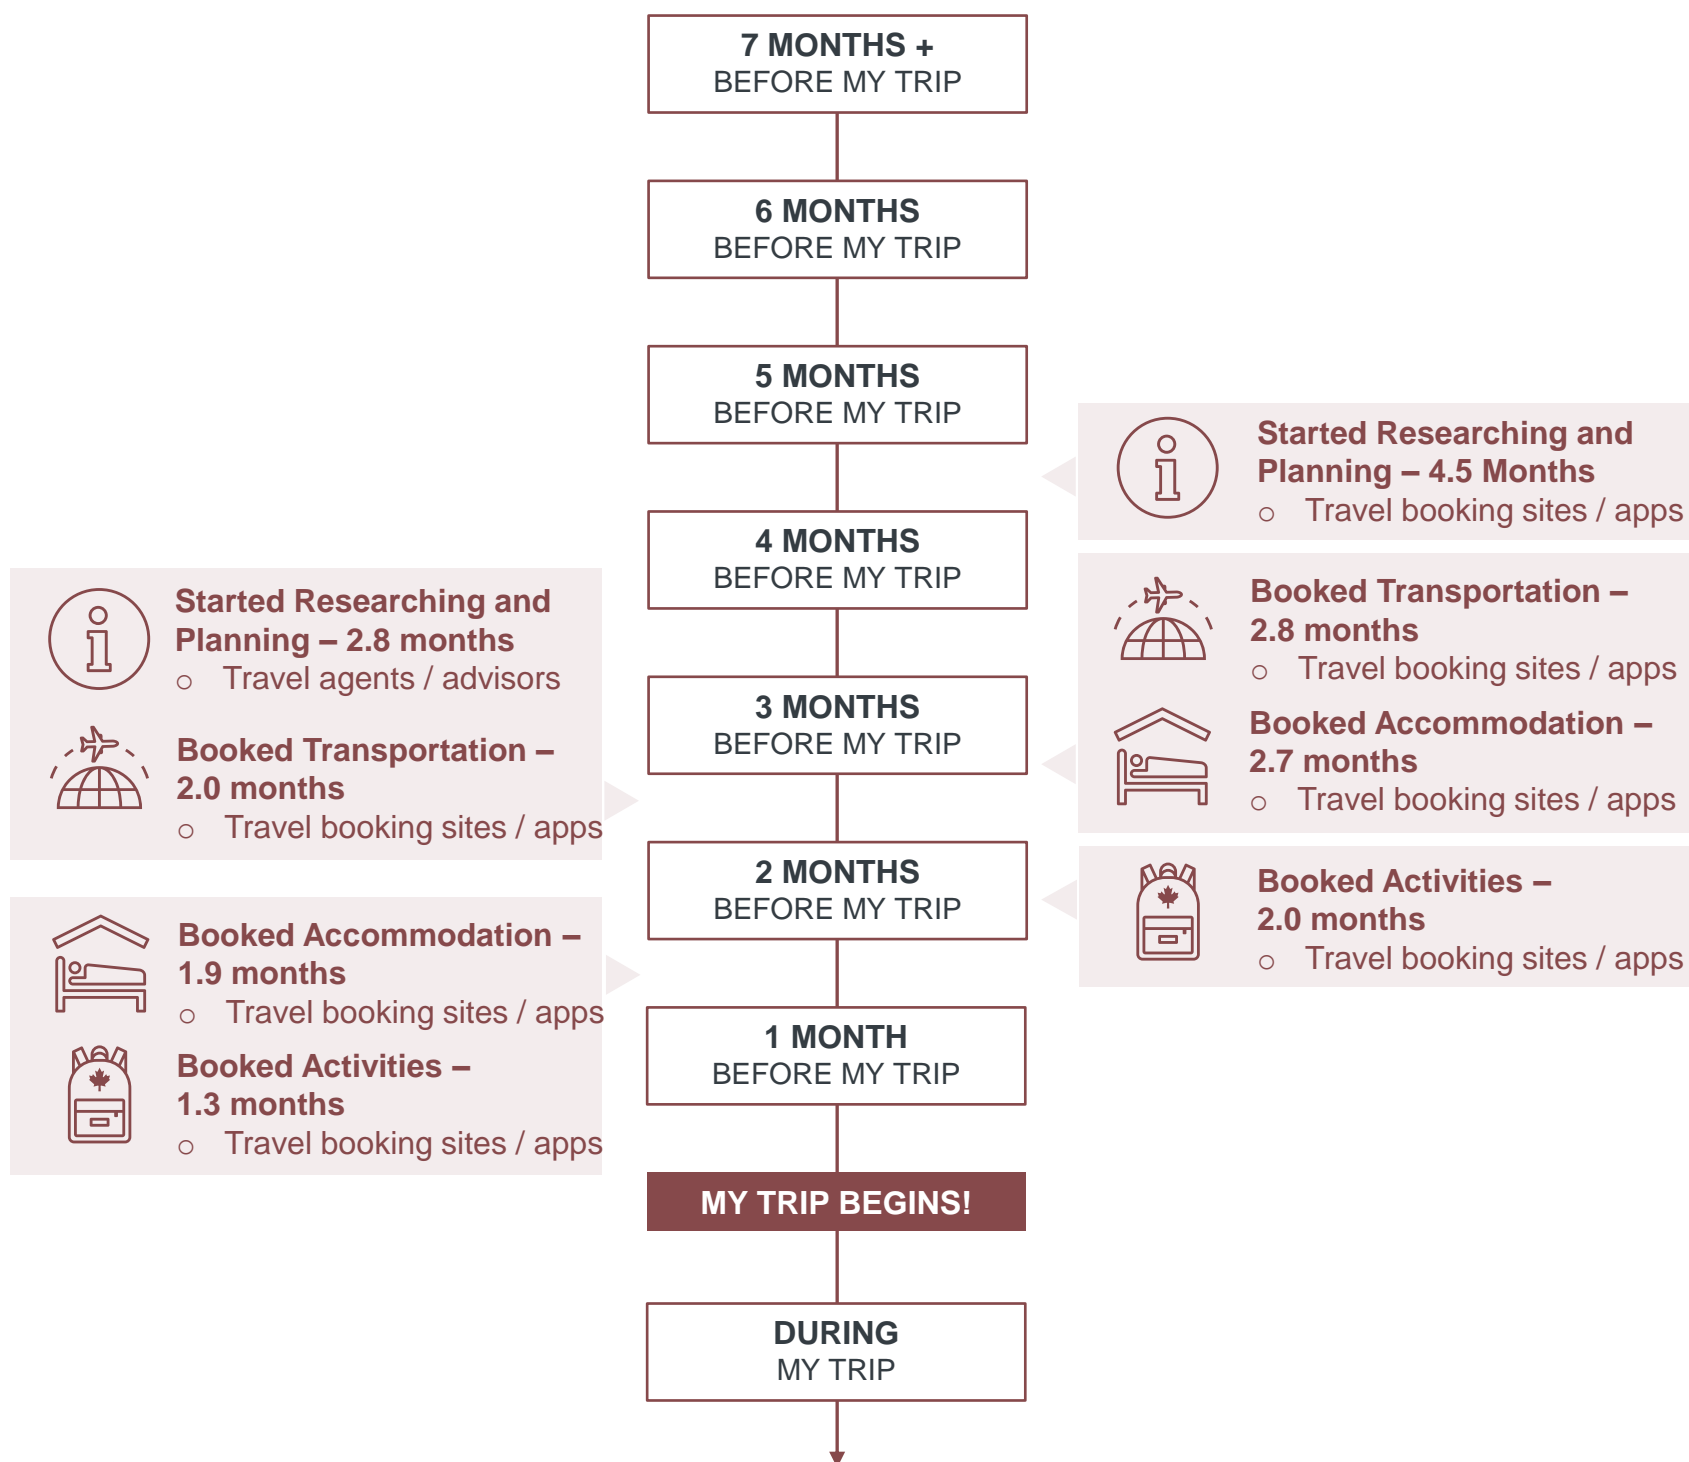 7 MONTHS +
BEFORE MY TRIP
6 MONTHS
BEFORE MY TRIP
5 MONTHS
BEFORE MY TRIP
Started Researching and
Planning – 4.5 Months
○ Travel booking sites / apps
4 MONTHS
BEFORE MY TRIP
Started Researching and
Planning – 2.8 months
○ Travel agents / advisors
Booked Transportation –
2.0 months
○ Travel booking sites / apps
Booked Transportation –
2.8 months
○ Travel booking sites / apps
Booked Accommodation –
2.7 months
○ Travel booking sites / apps
3 MONTHS
BEFORE MY TRIP
2 MONTHS
BEFORE MY TRIP
Booked Activities –
2.0 months
○ Travel booking sites / apps
Booked Accommodation –
1.9 months
○ Travel booking sites / apps
Booked Activities –
1.3 months
○ Travel booking sites / apps
1 MONTH
BEFORE MY TRIP
MY TRIP BEGINS!
DURING
MY TRIP